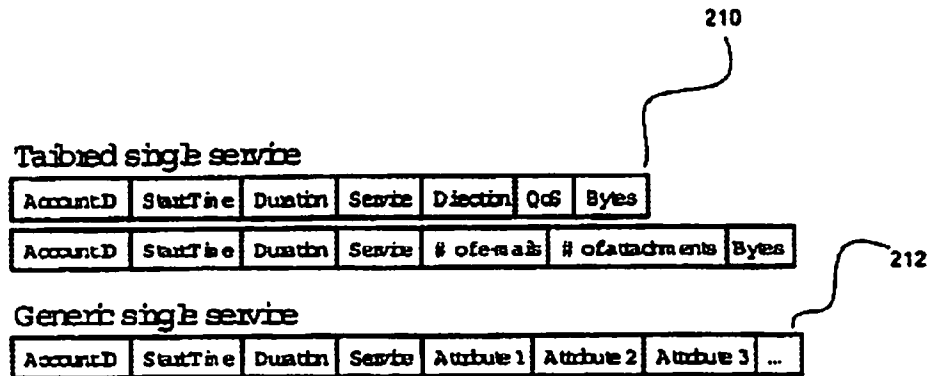 210
Tailored single service
AccountID StartTime Duration Service Direction QoS Bytes
AccountID StartTime Duration Service # of e-mails # of attachments Bytes
212
Generic single service
AccountID StartTime Duration Service Attribute 1 Attribute 2 Attribute 3 ...